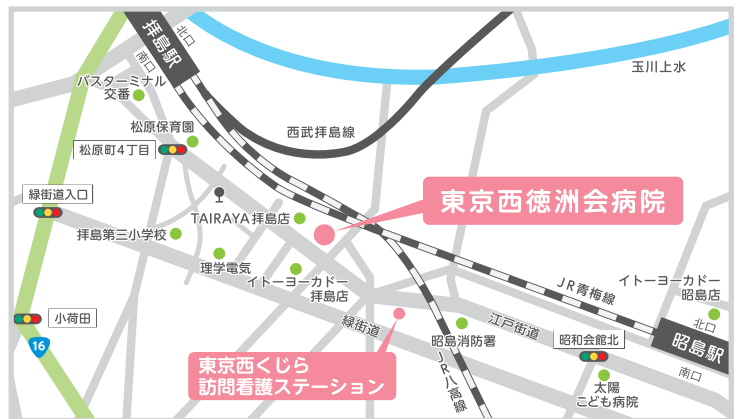 拝島駅
北口
南口
バスターミナル
交番
松原保育園
松原町4丁目
西武拝島線
玉川上水
緑街道入口
TAIRAYA拝島店
東京西徳洲会病院
拝島第三小学校
理学電気
イトーヨーカドー
拝島店
JR青梅線
イトーヨーカドー
昭島店
小荷田
16
緑街道
江戸街道
昭島消防署
昭和会館北
北口
昭島駅
南口
東京西くじら
訪問看護ステーション
JR八高線
太陽
こども病院